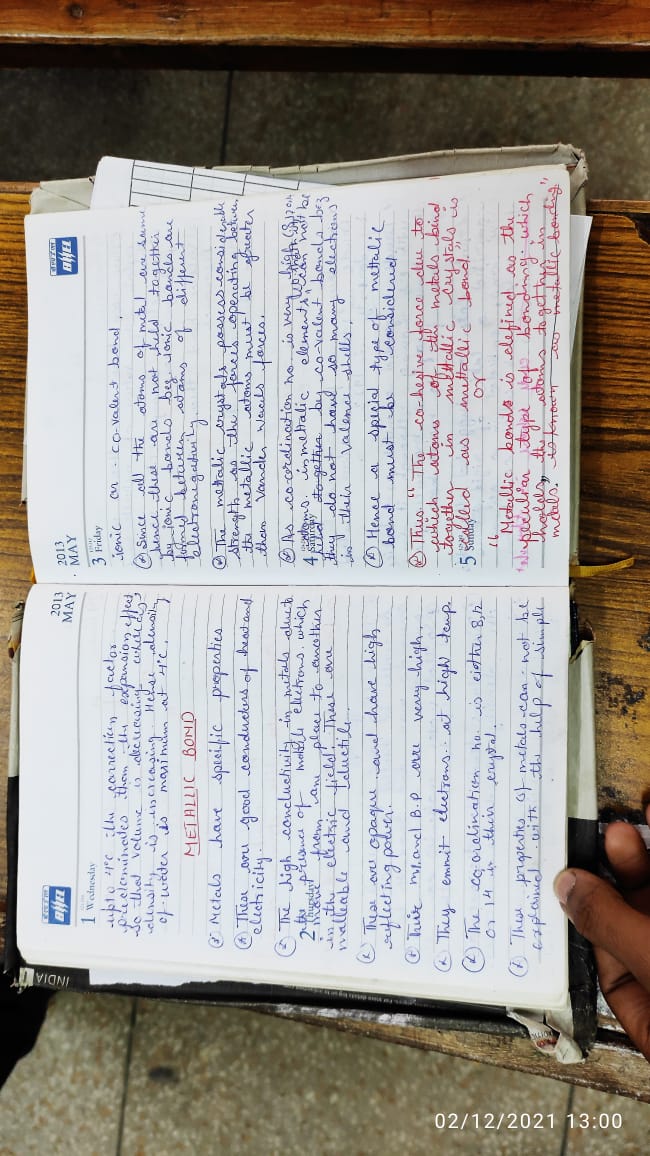 2013
MAY
BHEL
1 Wednesday
upto 4°c the correction factor
predominates than the expansion effect
so that volume is decreasing whereas
density is increasing. Hence density
of water is maximum at 4°C.
METALLIC BOND
Metals have specific properties
These are good conductors of heat and
electricity.
The high conductivity in metals due to
2
the presence of mobile electrons. which
move from one place to another
in the electric field. These are
malleable and ductile.
These are opaque and have high
reflecting power.
Their m.p and B.P are very high.
They emmit electrons at high temp
The co-ordination no. is either 8, 12
or 14 in their crystal.
These properties of metals can not be
explained with the help of simple
INDIA
2013
MAY
BHEL
3 Friday
ionic or co-valent bond.
Since all the atoms of metal are same
hence these are not held together
by ionic bonds bcz ionic bonds are
formed between atoms of different
electronegativity.
The metalic crystals possess considerable
strength as the forces operating between
the metallic atoms must be greater
than Vander waals forces.
As co-ordination no. is very high
4 Saturday
atoms. in metalic elements can not be
held together by co-valent bonds bcz
they do not have so many electrons
in their valence shells.
Hence a special type of metallic
bond must be considered.
Thus "The co-hesive force due to
which atoms of metals bind
together in metallic crystals is
called as metallic bond"
5 Sunday
or
" Metallic bonds is defined as the
peculiar type of bonding which
holds the atoms together in
metals. is known as metallic bonding"
02/12/2021 13:00